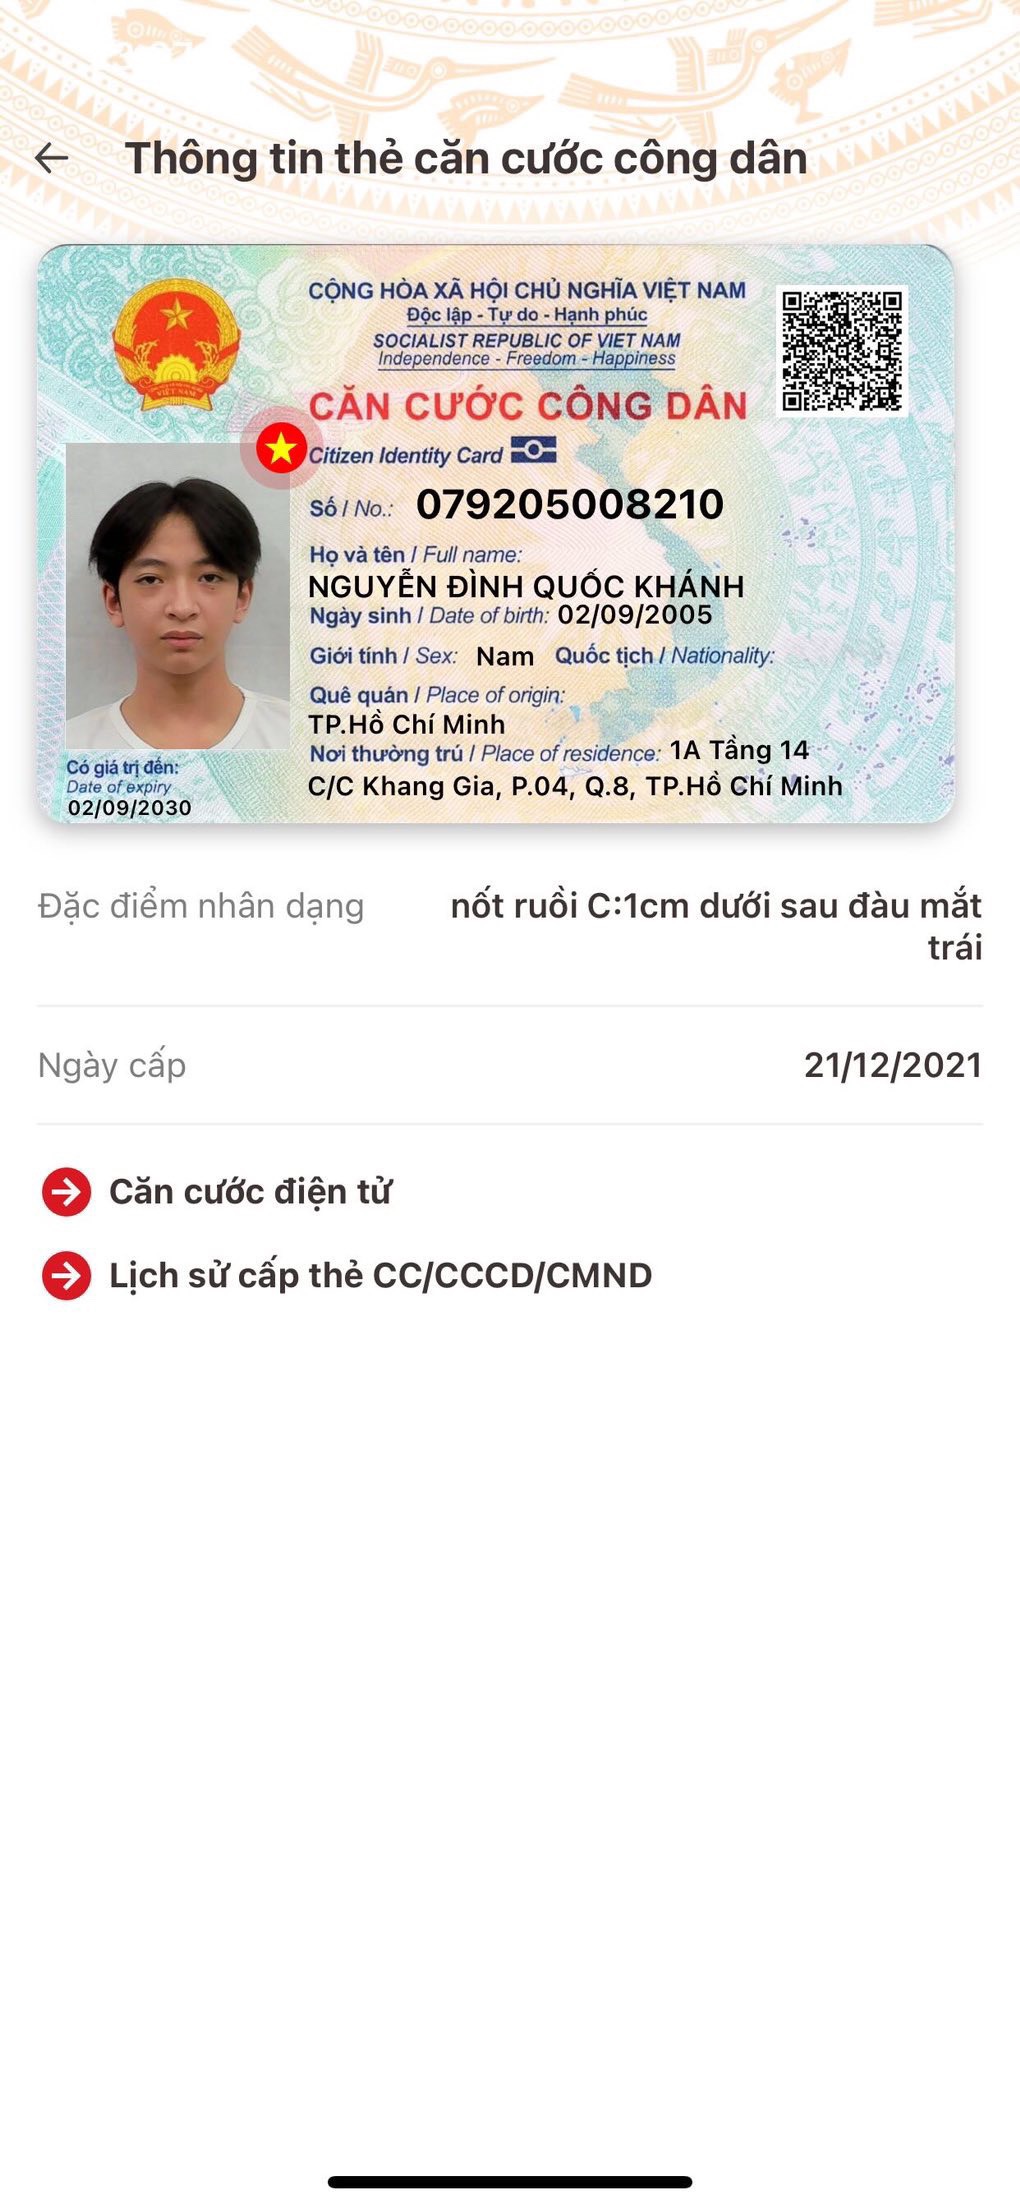 Thông tin thẻ căn cước công dân
CỘNG HÒA XÃ HỘI CHỦ NGHĨA VIỆT NAM
Độc lập - Tự do - Hạnh phúc
SOCIALIST REPUBLIC OF VIET NAM
Independence - Freedom - Happiness
CĂN CƯỚC CÔNG DÂN
Citizen Identity Card
Số / No.: 079205008210
Họ và tên / Full name:
NGUYỄN ĐÌNH QUỐC KHÁNH
Ngày sinh / Date of birth: 02/09/2005
Giới tính / Sex: Nam Quốc tịch / Nationality:
Quê quán / Place of origin:
TP.Hồ Chí Minh
Nơi thường trú / Place of residence: 1A Tầng 14
C/C Khang Gia, P.04, Q.8, TP.Hồ Chí Minh
VIỆT NAM
Có giá trị đến:
Date of expiry
02/09/2030
Đặc điểm nhân dạng nốt ruồi C:1cm dưới sau đàu mắt
trái
Ngày cấp 21/12/2021
Căn cước điện tử
Lịch sử cấp thẻ CC/CCCD/CMND